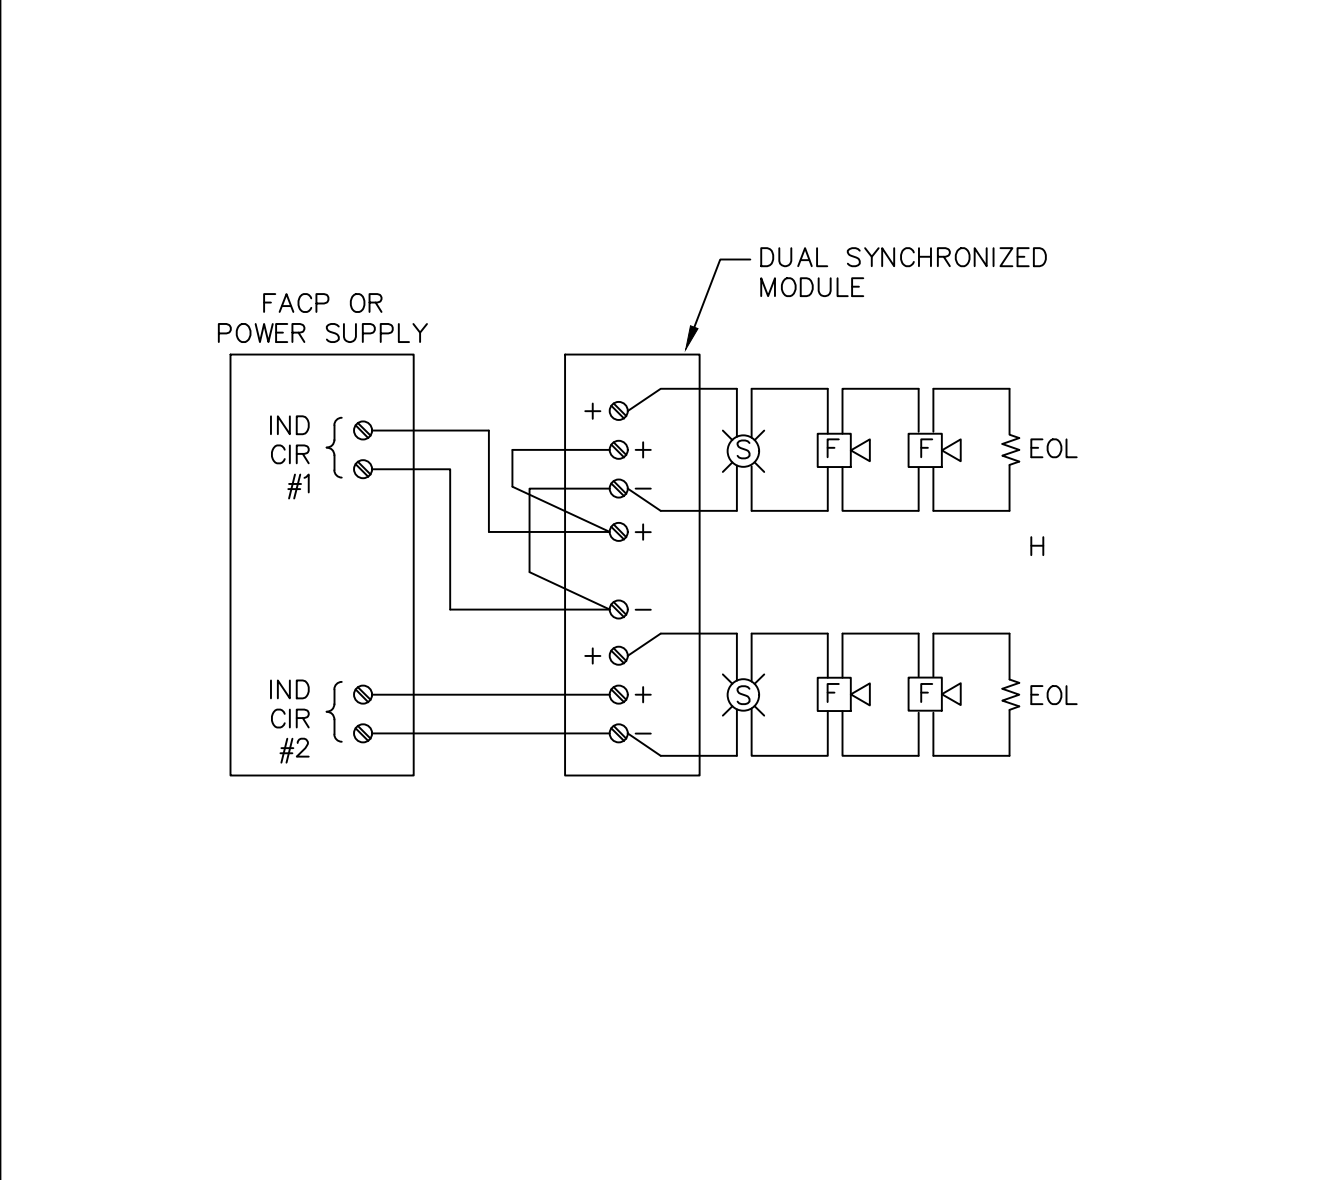 DUAL SYNCHRONIZED
MODULE
FACP OR
POWER SUPPLY
IND
CIR
#1
+
+
−
+
−
S
F
F
EOL
H
IND
CIR
#2
+
+
−
S
F
F
EOL